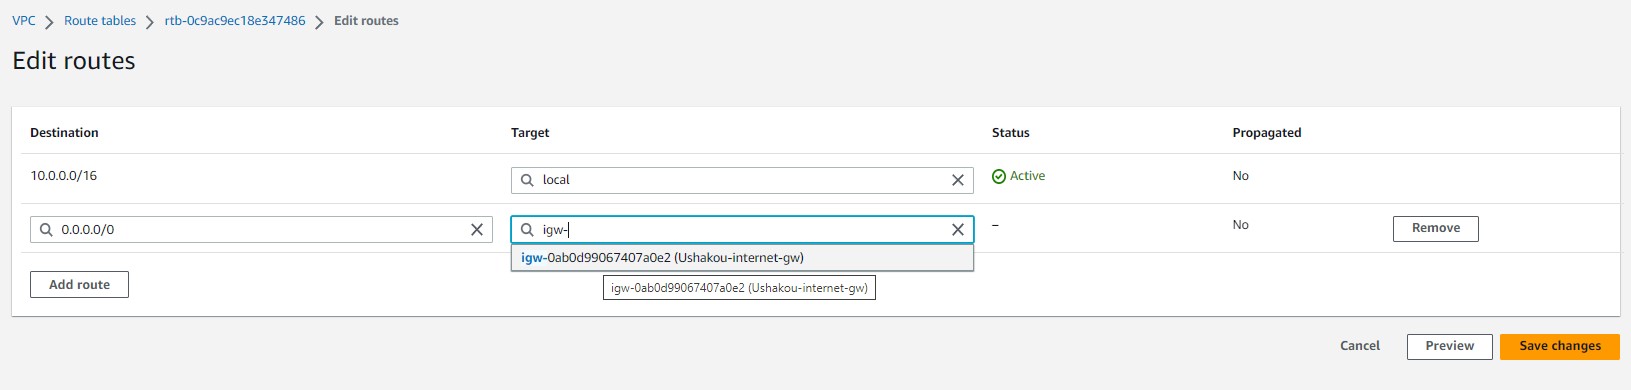 VPC > Route tables > rtb-0c9ac9ec18e347486 > Edit routes
Edit routes
Destination Target Status Propagated
10.0.0.0/16 local Active No
0.0.0.0/0 igw- – No Remove
igw-0ab0d99067407a0e2 (Ushakou-internet-gw)
Add route igw-0ab0d99067407a0e2 (Ushakou-internet-gw)
Cancel Preview Save changes